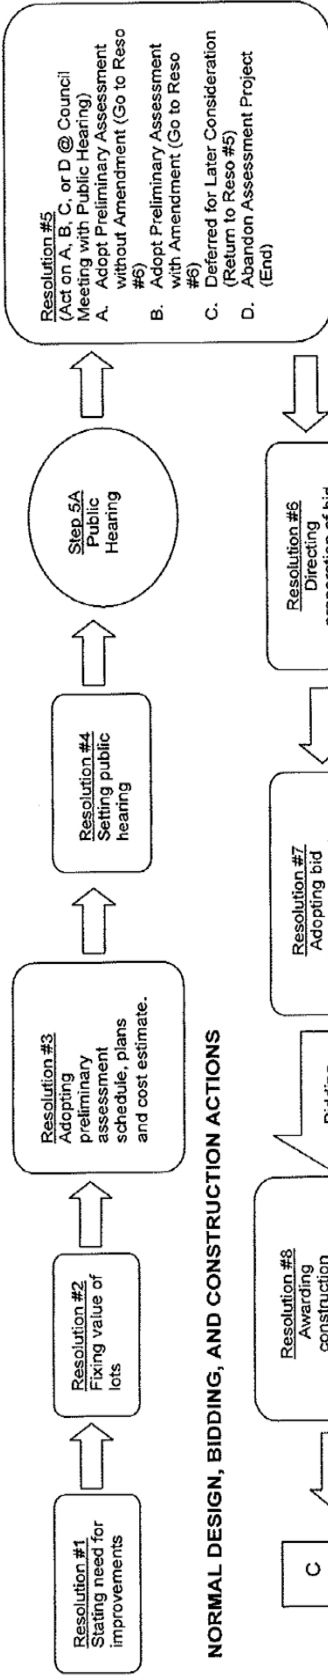 Resolution #1
Stating need for
improvements
Resolution #2
Fixing value of
lots
Resolution #3
Adopting
preliminary
assessment
schedule, plans
and cost estimate.
Resolution #4
Setting public
hearing
Step 5A
Public
Hearing
Resolution #5
(Act on A, B, C, or D @ Council
Meeting with Public Hearing)
A. Adopt Preliminary Assessment
without Amendment (Go to Reso
#6)
B. Adopt Preliminary Assessment
with Amendment (Go to Reso
#6)
C. Deferred for Later Consideration
(Return to Reso #5)
D. Abandon Assessment Project
(End)
NORMAL DESIGN, BIDDING, AND CONSTRUCTION ACTIONS
Resolution #6
Directing
Resolution #7
Adopting bid
Resolution #8
Awarding
construction
C